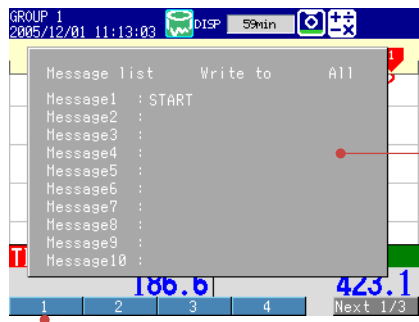 GROUP 1
2005/12/01 11:13:03 DISP 59min
1
Message list Write to All
Message1 : START
Message2 :
Message3 :
Message4 :
Message5 :
Message6 :
Message7 :
Message8 :
Message9 :
Message10 :
T
186.6 423.1
1 2 3 4 Next 1/3